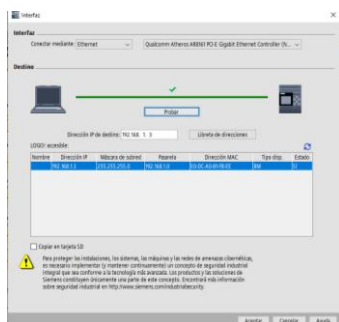 Interfaz
Interfaz
Conectar mediante: Ethernet
Qualcomm Atheros AR8161 PCI-E Gigabit Ethernet Controller (N...
Destino
Probar
Dirección IP de destino: 192.168. 1. 3
Libreta de direcciones
LOGO! accesible:
Nombre Dirección IP Máscara de subred Pasarela Dirección MAC Tipo disp. Estado
192.168.1.3 255.255.255.0 192.168.1.0
Copiar en tarjeta SD
Para proteger las instalaciones, los sistemas, las máquinas y las redes de amenazas cibernéticas,
es necesario implementar (y mantener continuamente) un concepto de seguridad industrial
integral que sea conforme a la tecnología más avanzada. Los productos y las soluciones de
Siemens constituyen únicamente una parte de este concepto. Encontrará más información
sobre seguridad industrial en http://www.siemens.com/industrialsecurity.
Aceptar Cancelar Ayuda